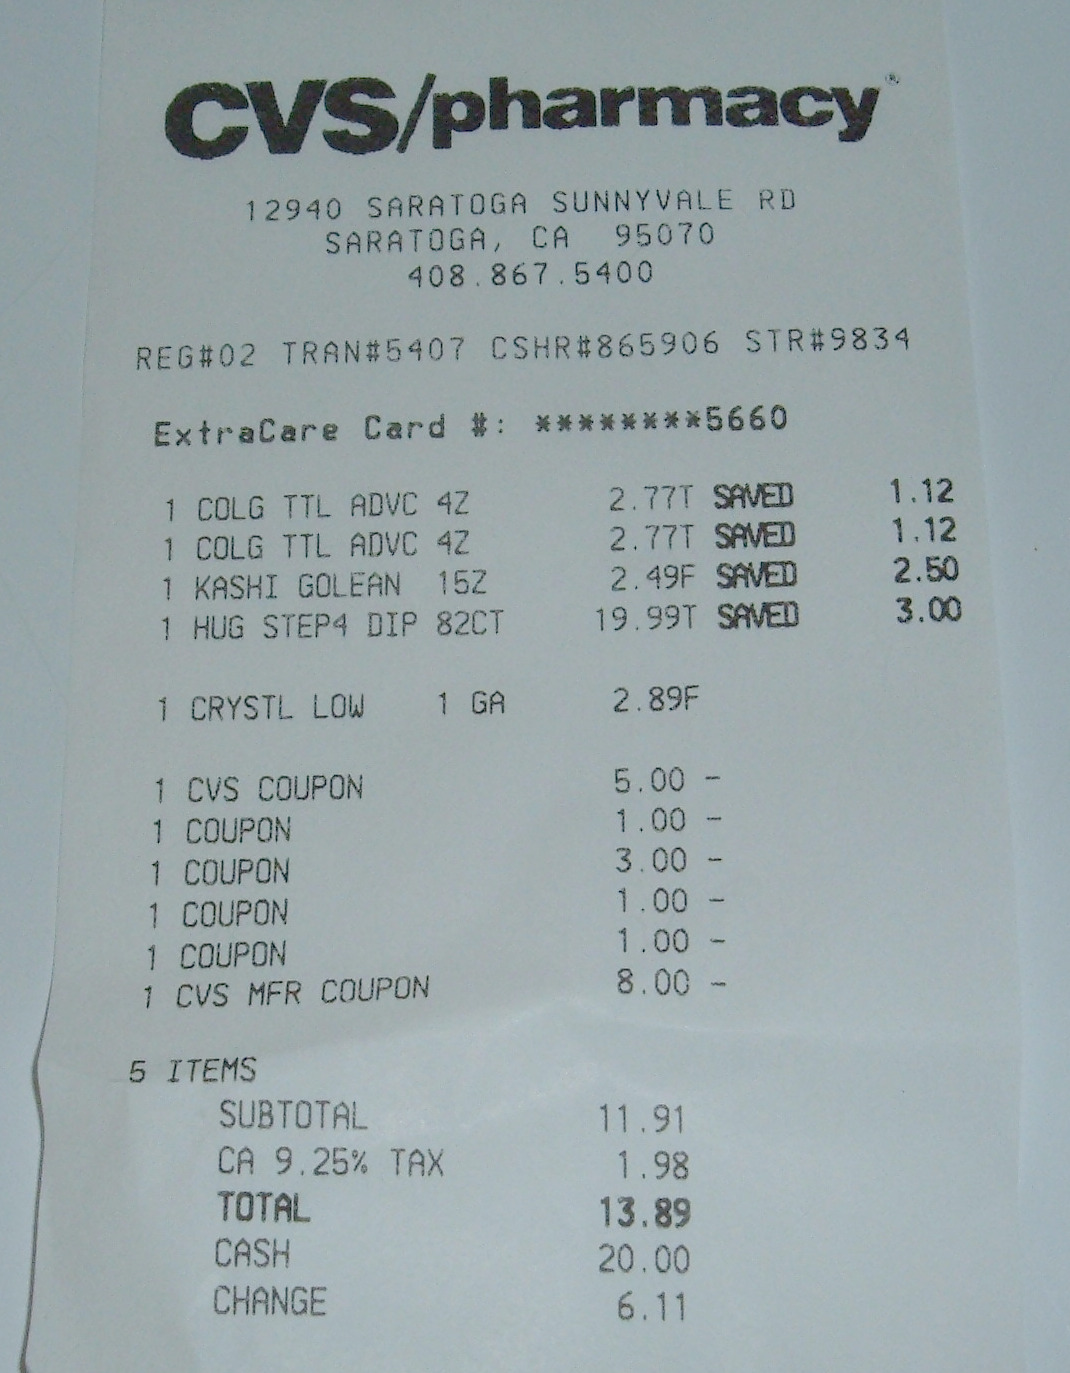 CVS/pharmacy®
12940 SARATOGA SUNNYVALE RD
SARATOGA, CA 95070
408.867.5400
REG#02 TRAN#5407 CSHR#865906 STR#9834
ExtraCare Card #: ********5660
1 COLG TTL ADVC 4Z 2.77T SAVED 1.12
1 COLG TTL ADVC 4Z 2.77T SAVED 1.12
1 KASHI GOLEAN 15Z 2.49F SAVED 2.50
1 HUG STEP4 DIP 82CT 19.99T SAVED 3.00
1 CRYSTL LOW 1 GA 2.89F
1 CVS COUPON 5.00 -
1 COUPON 1.00 -
1 COUPON 3.00 -
1 COUPON 1.00 -
1 COUPON 1.00 -
1 CVS MFR COUPON 8.00 -
5 ITEMS
SUBTOTAL 11.91
CA 9.25% TAX 1.98
TOTAL 13.89
CASH 20.00
CHANGE 6.11